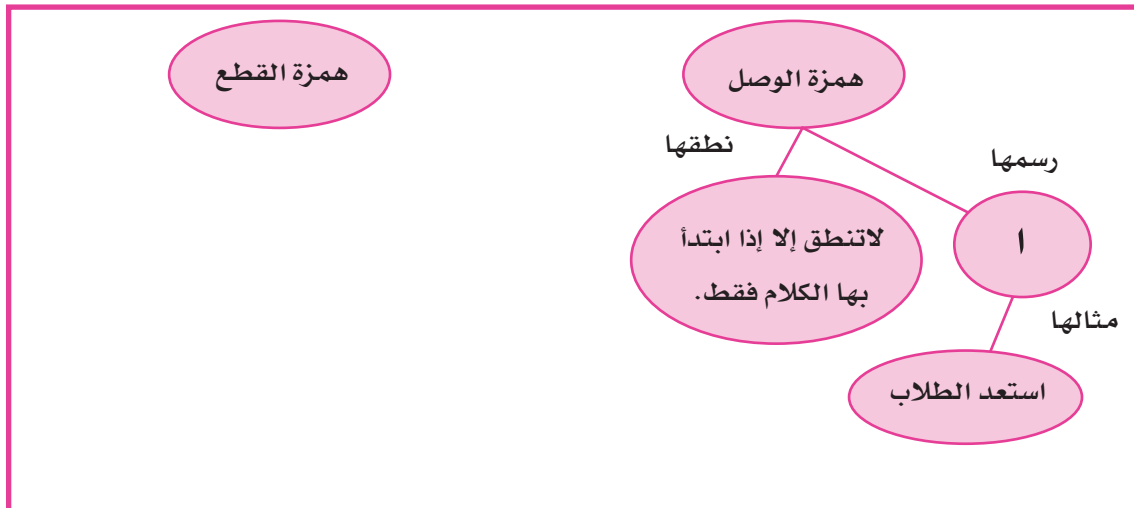 همزة الوصل
همزة القطع
نطقها
رسمها
ا
لاتنطق إلا إذا ابتدأ
بها الكلام فقط.
مثالها
استعد الطلاب